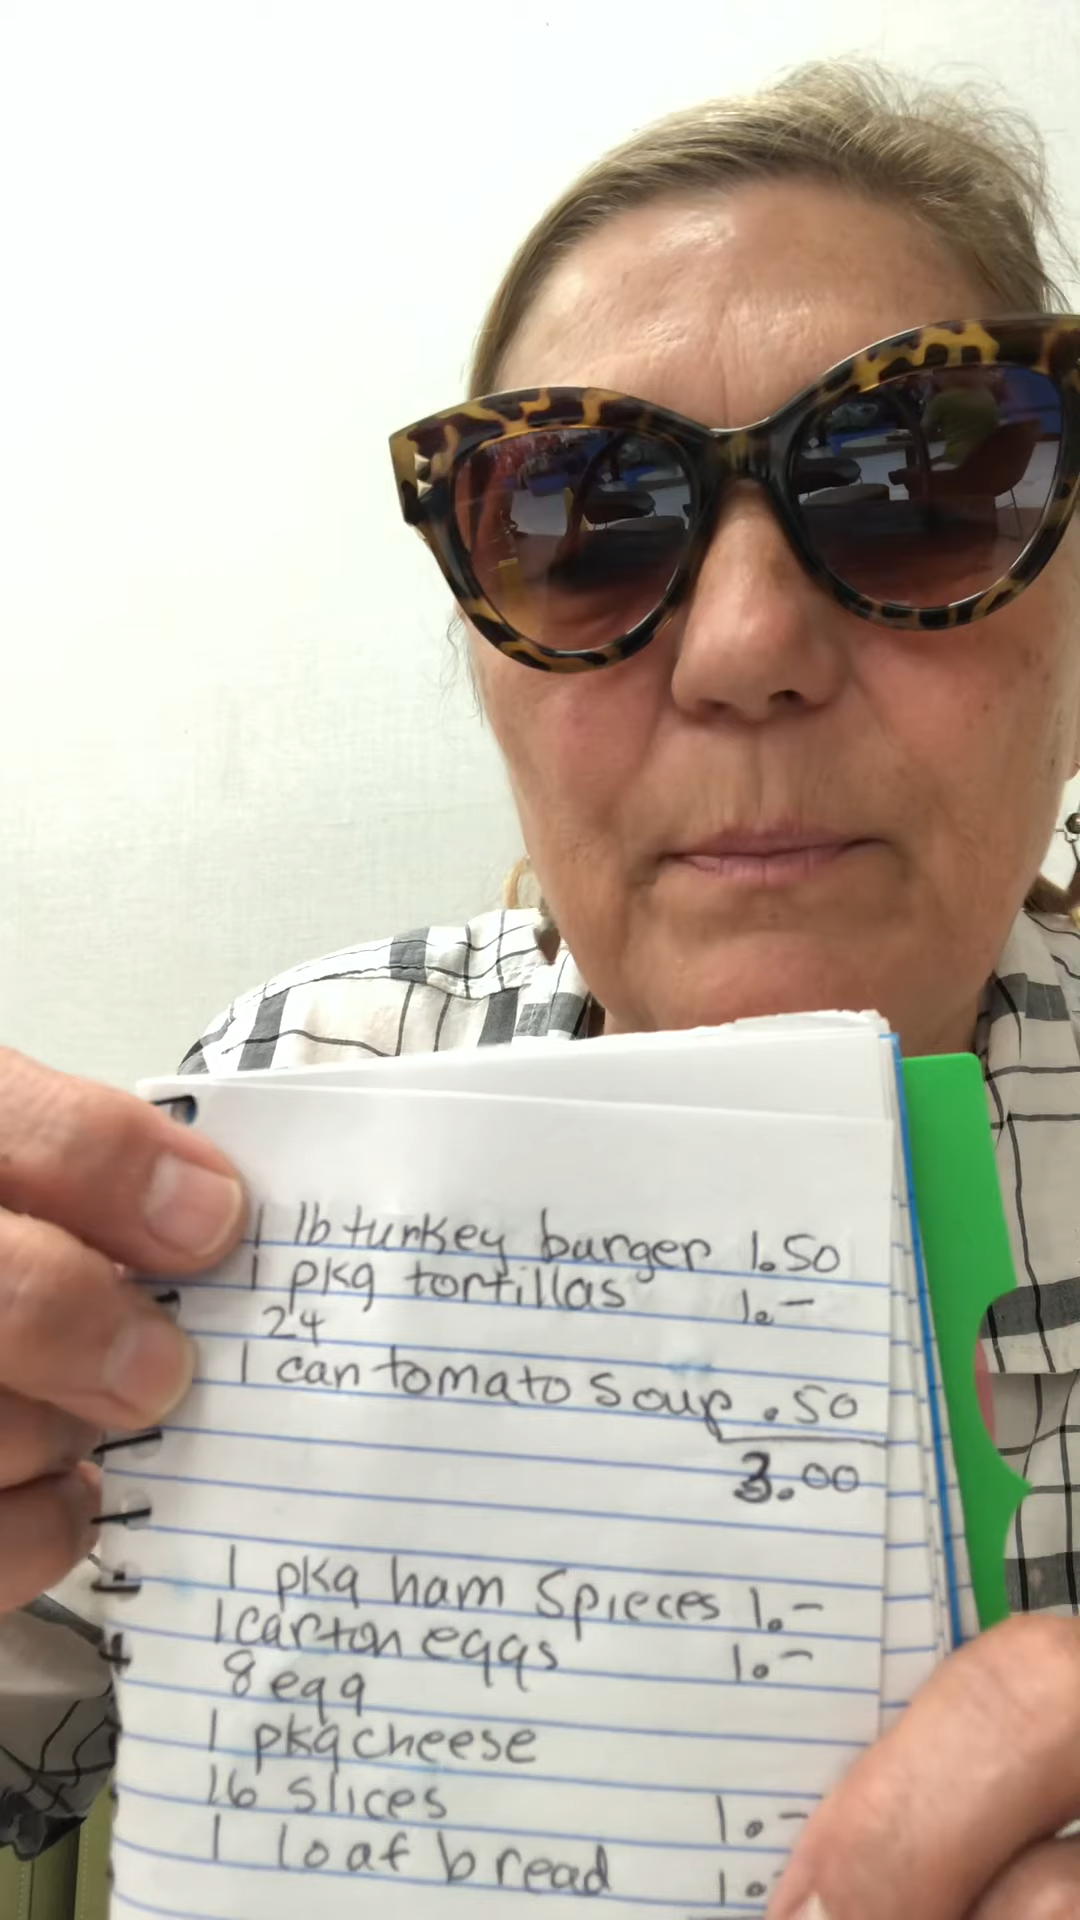 1 lb turkey burger 1.50
1 pkg tortillas 1.-
24
1 can tomato soup .50
3.00
1 pkg ham 5 pieces 1.-
1 carton eggs 1.-
8 egg
1 pkg cheese
16 slices 1.-
1 loaf bread 1.